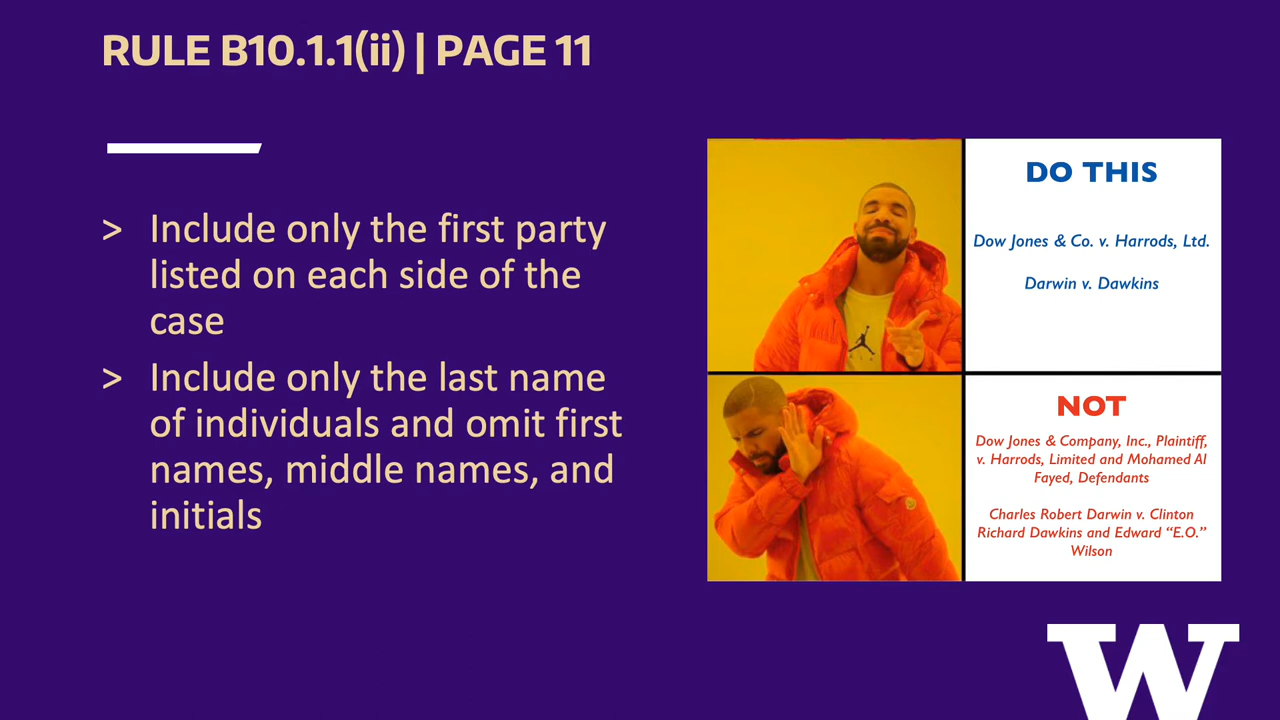 RULE B10.1.1(ii) | PAGE 11
> Include only the first party
listed on each side of the
case
> Include only the last name
of individuals and omit first
names, middle names, and
initials
DO THIS
Dow Jones & Co. v. Harrods, Ltd.
Darwin v. Dawkins
NOT
Dow Jones & Company, Inc., Plaintiff,
v. Harrods, Limited and Mohamed Al
Fayed, Defendants
Charles Robert Darwin v. Clinton
Richard Dawkins and Edward “E.O.”
Wilson
W